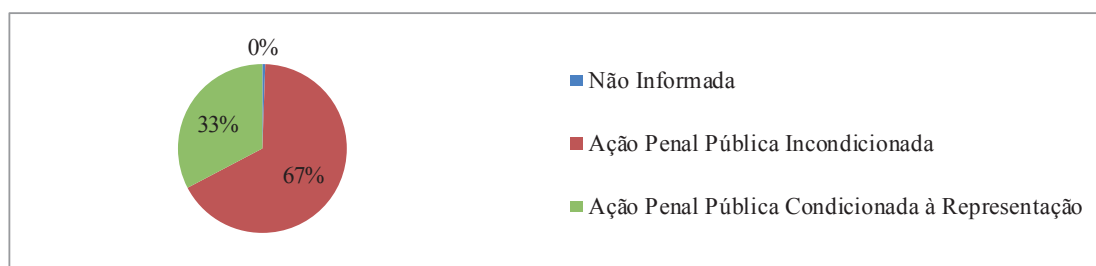 0%
33%
67%
Não Informada
Ação Penal Pública Incondicionada
Ação Penal Pública Condicionada à Representação